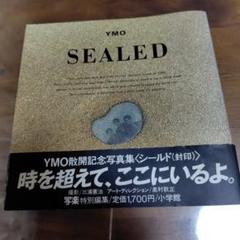 YMO
SEALED
YMO散開記念写真集〈シールド(封印)〉
時を超えて、ここにいるよ。
撮影/三浦憲治 アート・ディレクション/奥村靫正
写楽特別編集/定価1,700円/小学館